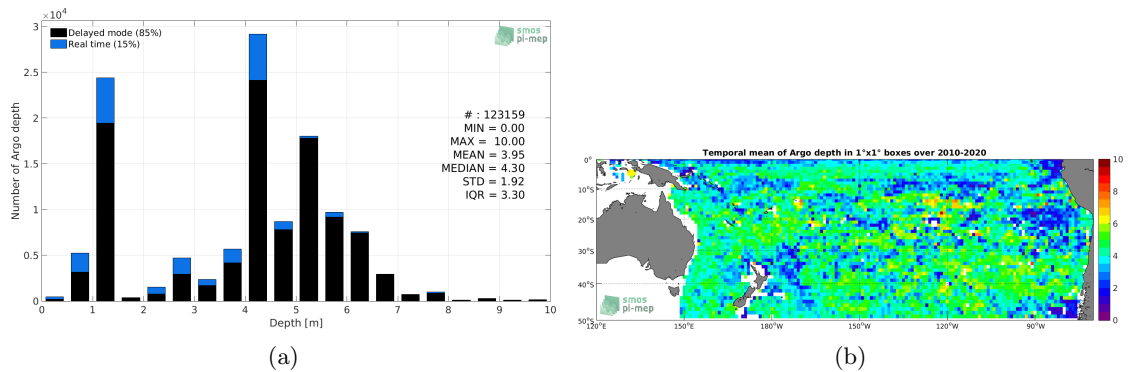 ×10⁴
Delayed mode (85%)
Real time (15%)
smos
pi-mep
3
2.5
2
1.5
1
0.5
0
Number of Argo depth
# : 123159
MIN = 0.00
MAX = 10.00
MEAN = 3.95
MEDIAN = 4.30
STD = 1.92
IQR = 3.30
0 1 2 3 4 5 6 7 8 9 10
Depth [m]
(a)
Temporal mean of Argo depth in 1°x1° boxes over 2010-2020
0°
10°S
20°S
30°S
40°S
50°S
smos
pi-mep
120°E 150°E 180°W 150°W 120°W 90°W
10
8
6
4
2
0
(b)